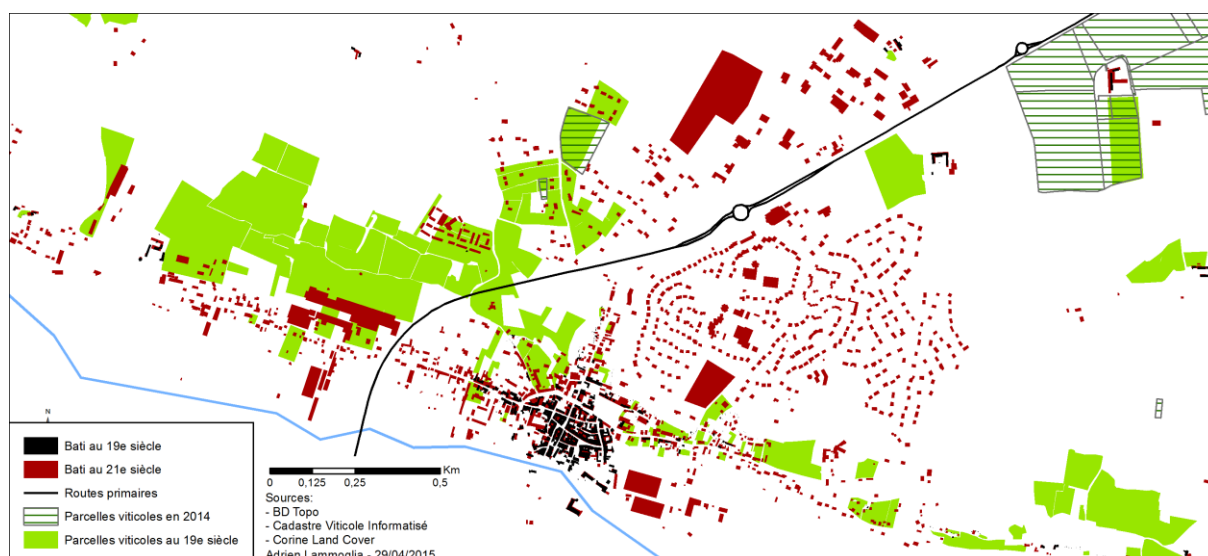 N
Bati au 19e siècle
Bati au 21e siècle
Routes primaires
Parcelles viticoles en 2014
Parcelles viticoles au 19e siècle
Km
0 0,125 0,25 0,5
Sources:
- BD Topo
- Cadastre Viticole Informatisé
- Corine Land Cover
Adrien Lammoglia - 29/04/2015